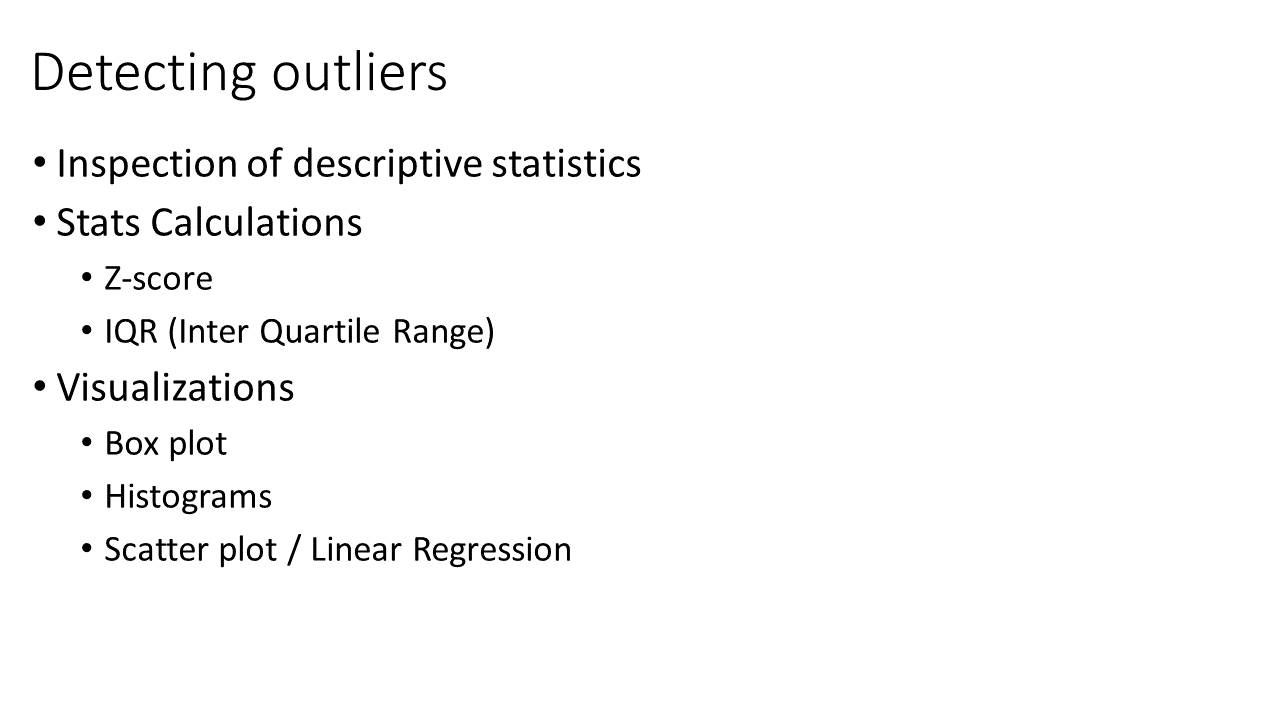 Detecting outliers
• Inspection of descriptive statistics
• Stats Calculations
• Z-score
• IQR (Inter Quartile Range)
• Visualizations
• Box plot
• Histograms
• Scatter plot / Linear Regression